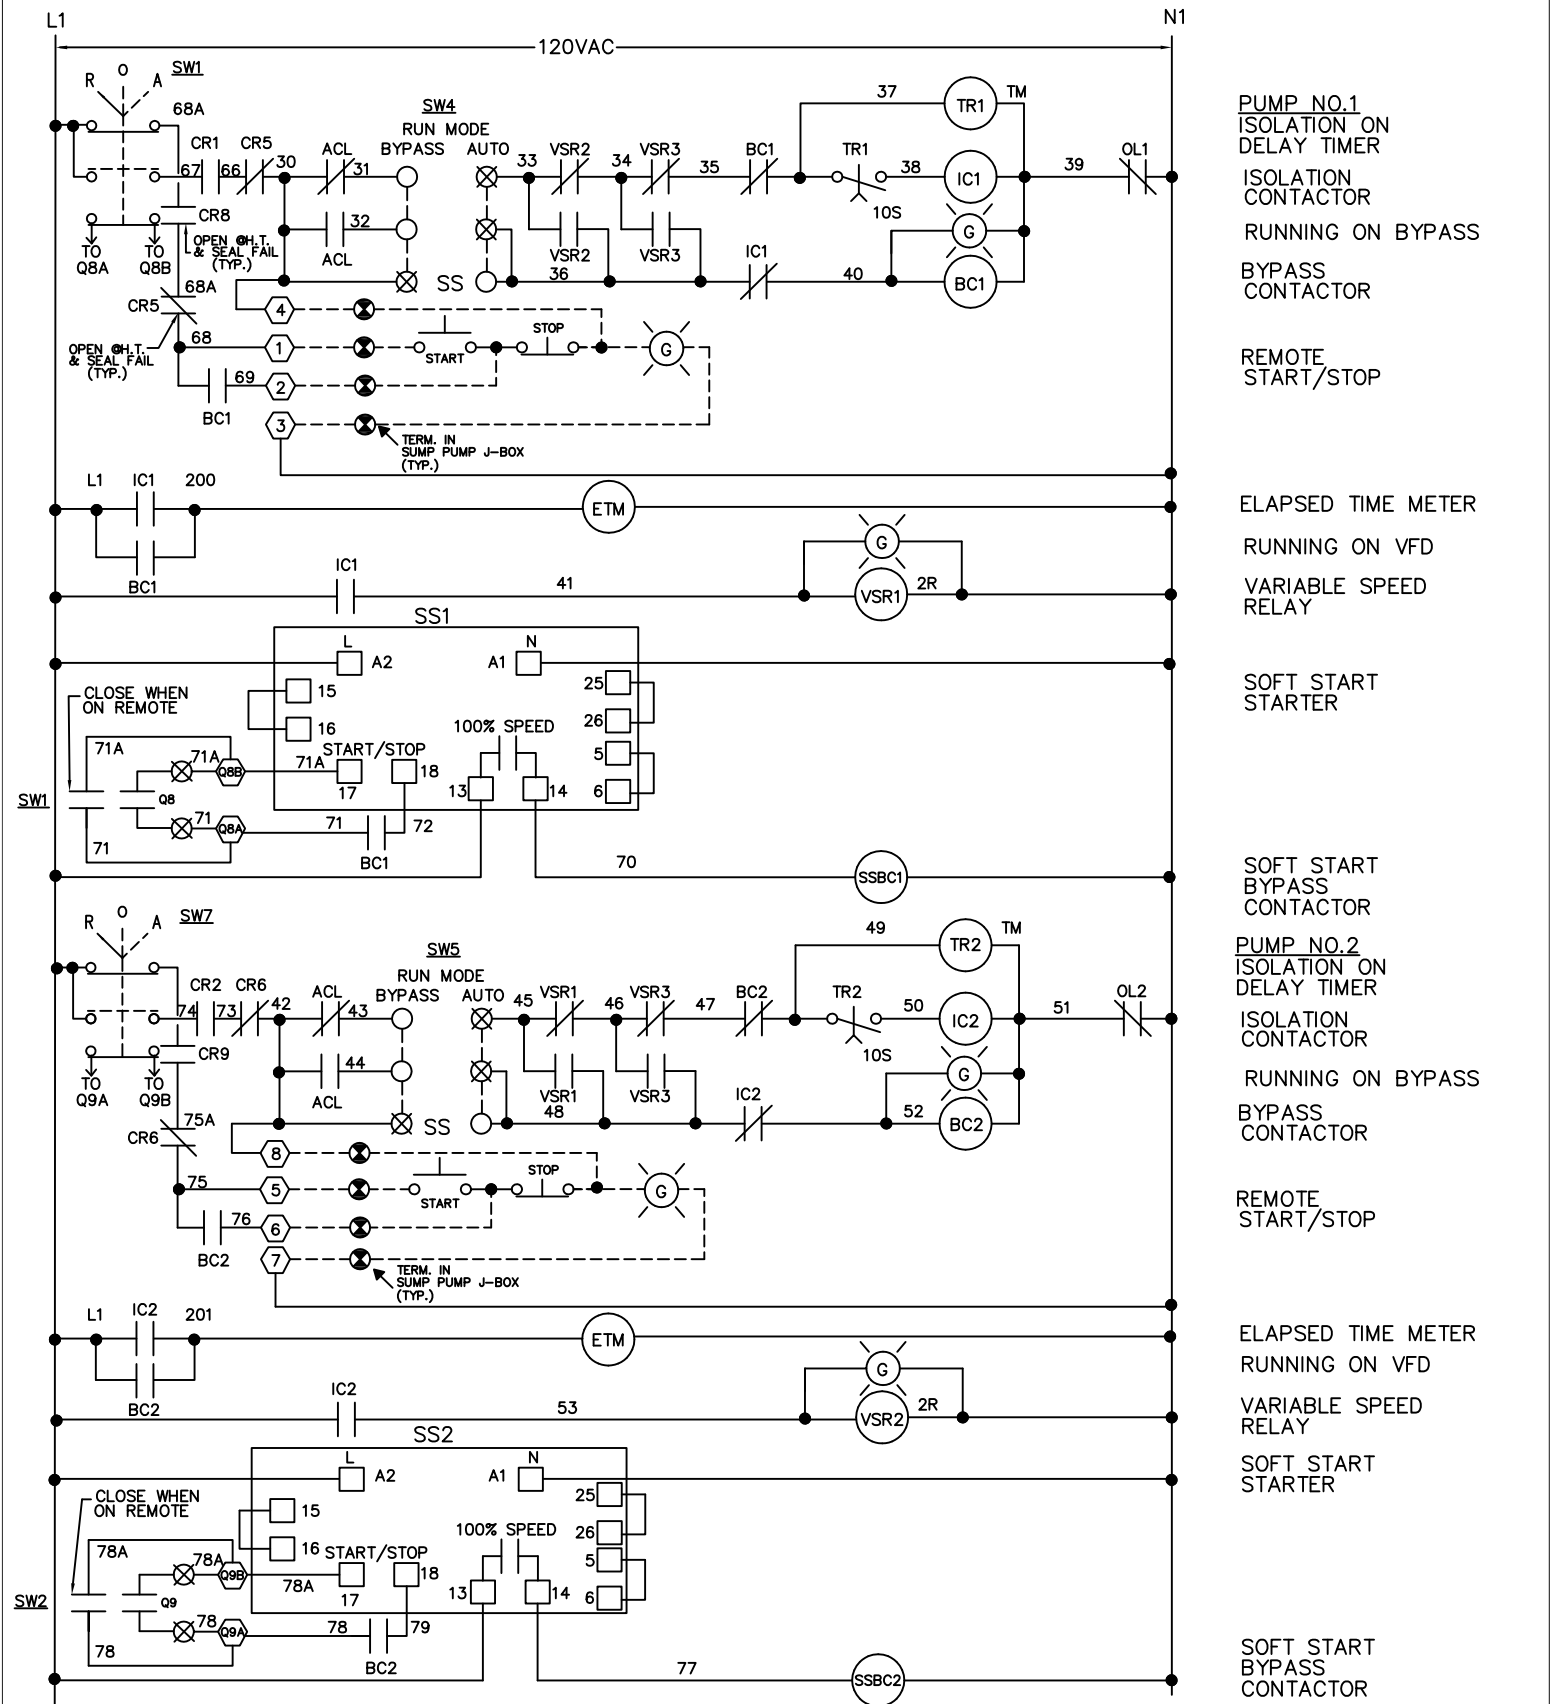 L1
N1
120VAC
R O A SW1
68A
67 CR1 66 CR5 30
ACL 31
SW4
RUN MODE
BYPASS AUTO
33 VSR2 34 VSR3 35 BC1
37 TR1 TM
TR1 38 IC1 39 OL1
10S
PUMP NO.1
ISOLATION ON
DELAY TIMER
ISOLATION
CONTACTOR
CR8
32
ACL
VSR2 VSR3
G
RUNNING ON BYPASS
TO
Q8A
TO
Q8B
OPEN @H.T.
& SEAL FAIL
(TYP.)
SS 36 IC1 40 BC1
BYPASS
CONTACTOR
68A
CR5
4
OPEN @H.T.
& SEAL FAIL
(TYP.)
68 1 START STOP G
REMOTE
START/STOP
69 2
BC1
3
TERM. IN
SUMP PUMP J-BOX
(TYP.)
L1 IC1 200
ETM
ELAPSED TIME METER
BC1
G
RUNNING ON VFD
IC1 41 VSR1 2R
VARIABLE SPEED
RELAY
SS1
L A2 A1 N
SOFT START
STARTER
CLOSE WHEN
ON REMOTE
15
16
25
26
100% SPEED
START/STOP
71A 71A Q8B 71A 17 18
5
6
13 14
SW1 Q8
71 71 Q8A 71 BC1 72
70 SSBC1
SOFT START
BYPASS
CONTACTOR
R O A SW7
74 CR2 73 CR6 42
ACL 43
SW5
RUN MODE
BYPASS AUTO
45 VSR1 46 VSR3 47 BC2
49 TR2 TM
TR2 50 IC2 51 OL2
10S
PUMP NO.2
ISOLATION ON
DELAY TIMER
ISOLATION
CONTACTOR
CR9
44
ACL
VSR1 VSR3
G
RUNNING ON BYPASS
TO
Q9A
TO
Q9B
SS 48 IC2 52 BC2
BYPASS
CONTACTOR
75A
CR6
8
75 5 START STOP G
REMOTE
START/STOP
76 6
BC2
7
TERM. IN
SUMP PUMP J-BOX
(TYP.)
L1 IC2 201
ETM
ELAPSED TIME METER
BC2
G
RUNNING ON VFD
IC2 53 VSR2 2R
VARIABLE SPEED
RELAY
SS2
L A2 A1 N
SOFT START
STARTER
CLOSE WHEN
ON REMOTE
15
16
25
26
100% SPEED
START/STOP
78A 78A Q9B 78A 17 18
5
6
13 14
SW2 Q9
78 78 Q9A 78 BC2 79
77 SSBC2
SOFT START
BYPASS
CONTACTOR